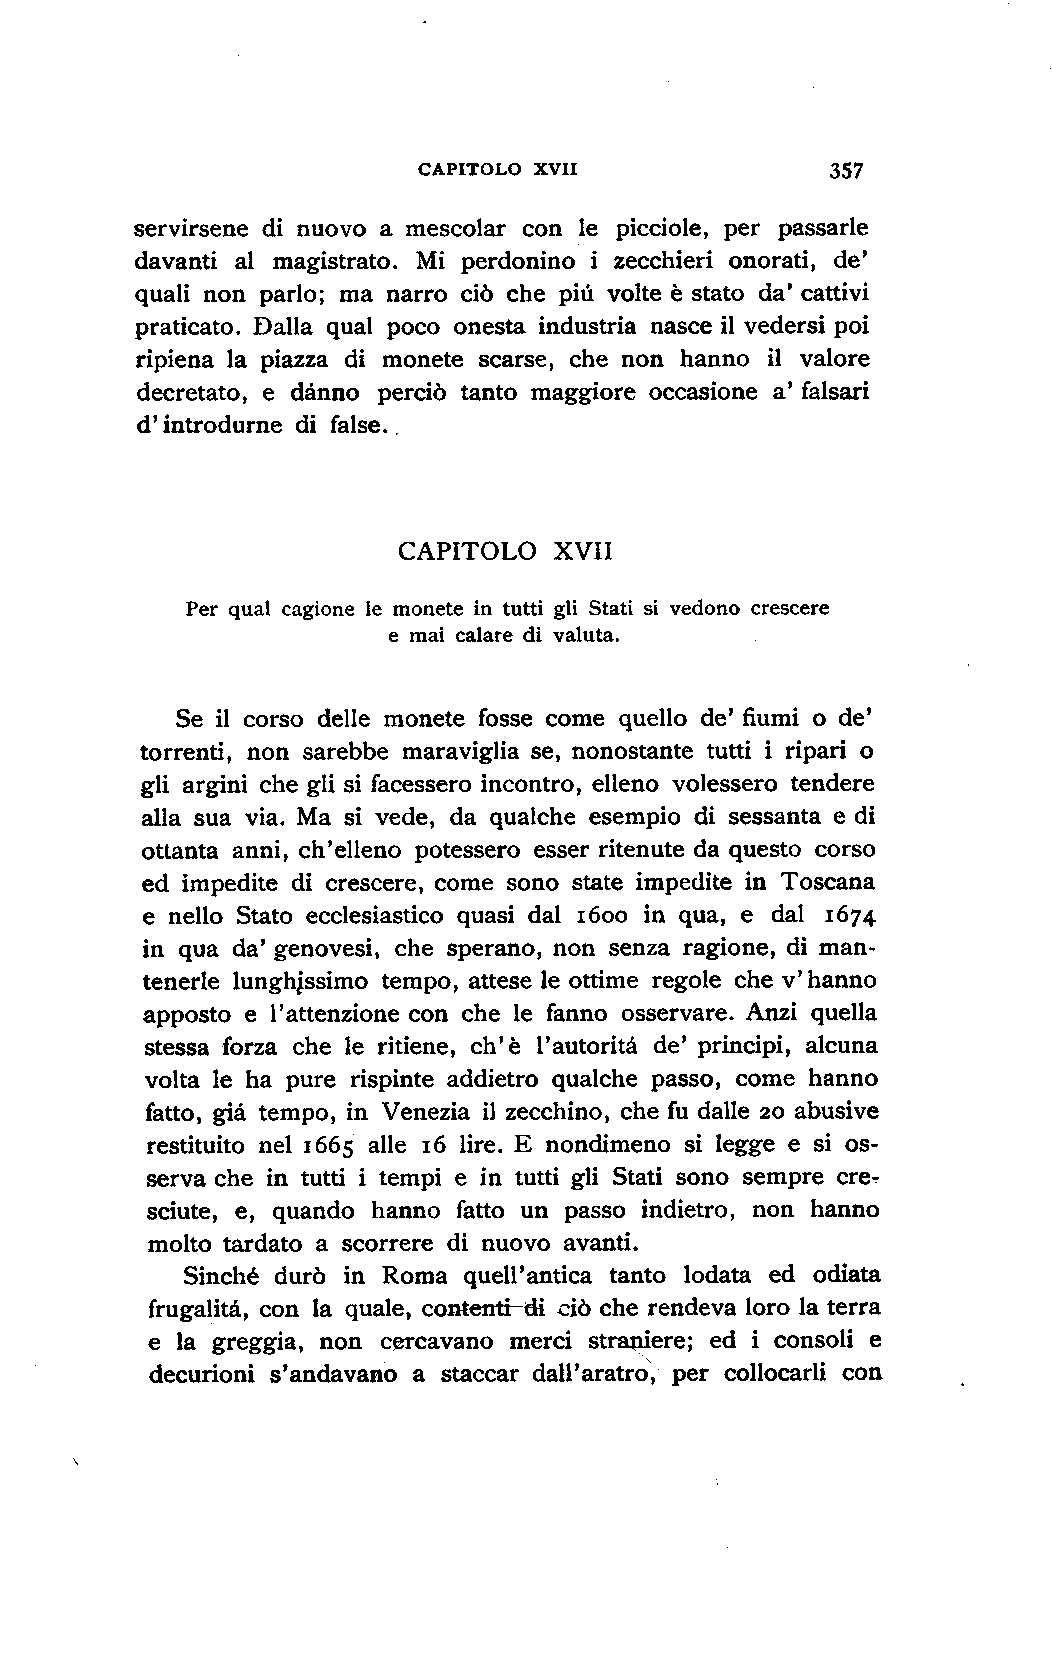 CAPITOLO XVII 357
servirsene di nuovo a mescolar con le picciole, per passarle
davanti al magistrato. Mi perdonino i zecchieri onorati, de'
quali non parlo; ma narro ciò che piú volte è stato da' cattivi
praticato. Dalla qual poco onesta industria nasce il vedersi poi
ripiena la piazza di monete scarse, che non hanno il valore
decretato, e dánno perciò tanto maggiore occasione a' falsari
d'introdurne di false.
CAPITOLO XVII
Per qual cagione le monete in tutti gli Stati si vedono crescere
e mai calare di valuta.
Se il corso delle monete fosse come quello de' fiumi o de'
torrenti, non sarebbe maraviglia se, nonostante tutti i ripari o
gli argini che gli si facessero incontro, elleno volessero tendere
alla sua via. Ma si vede, da qualche esempio di sessanta e di
ottanta anni, ch'elleno potessero esser ritenute da questo corso
ed impedite di crescere, come sono state impedite in Toscana
e nello Stato ecclesiastico quasi dal 1600 in qua, e dal 1674
in qua da' genovesi, che sperano, non senza ragione, di man-
tenerle lunghissimo tempo, attese le ottime regole che v'hanno
apposto e l'attenzione con che le fanno osservare. Anzi quella
stessa forza che le ritiene, ch'è l'autoritá de' principi, alcuna
volta le ha pure rispinte addietro qualche passo, come hanno
fatto, giá tempo, in Venezia il zecchino, che fu dalle 20 abusive
restituito nel 1665 alle 16 lire. E nondimeno si legge e si os-
serva che in tutti i tempi e in tutti gli Stati sono sempre cre-
sciute, e, quando hanno fatto un passo indietro, non hanno
molto tardato a scorrere di nuovo avanti.
Sinché durò in Roma quell'antica tanto lodata ed odiata
frugalitá, con la quale, contenti di ciò che rendeva loro la terra
e la greggia, non cercavano merci straniere; ed i consoli e
decurioni s'andavano a staccar dall'aratro, per collocarli con